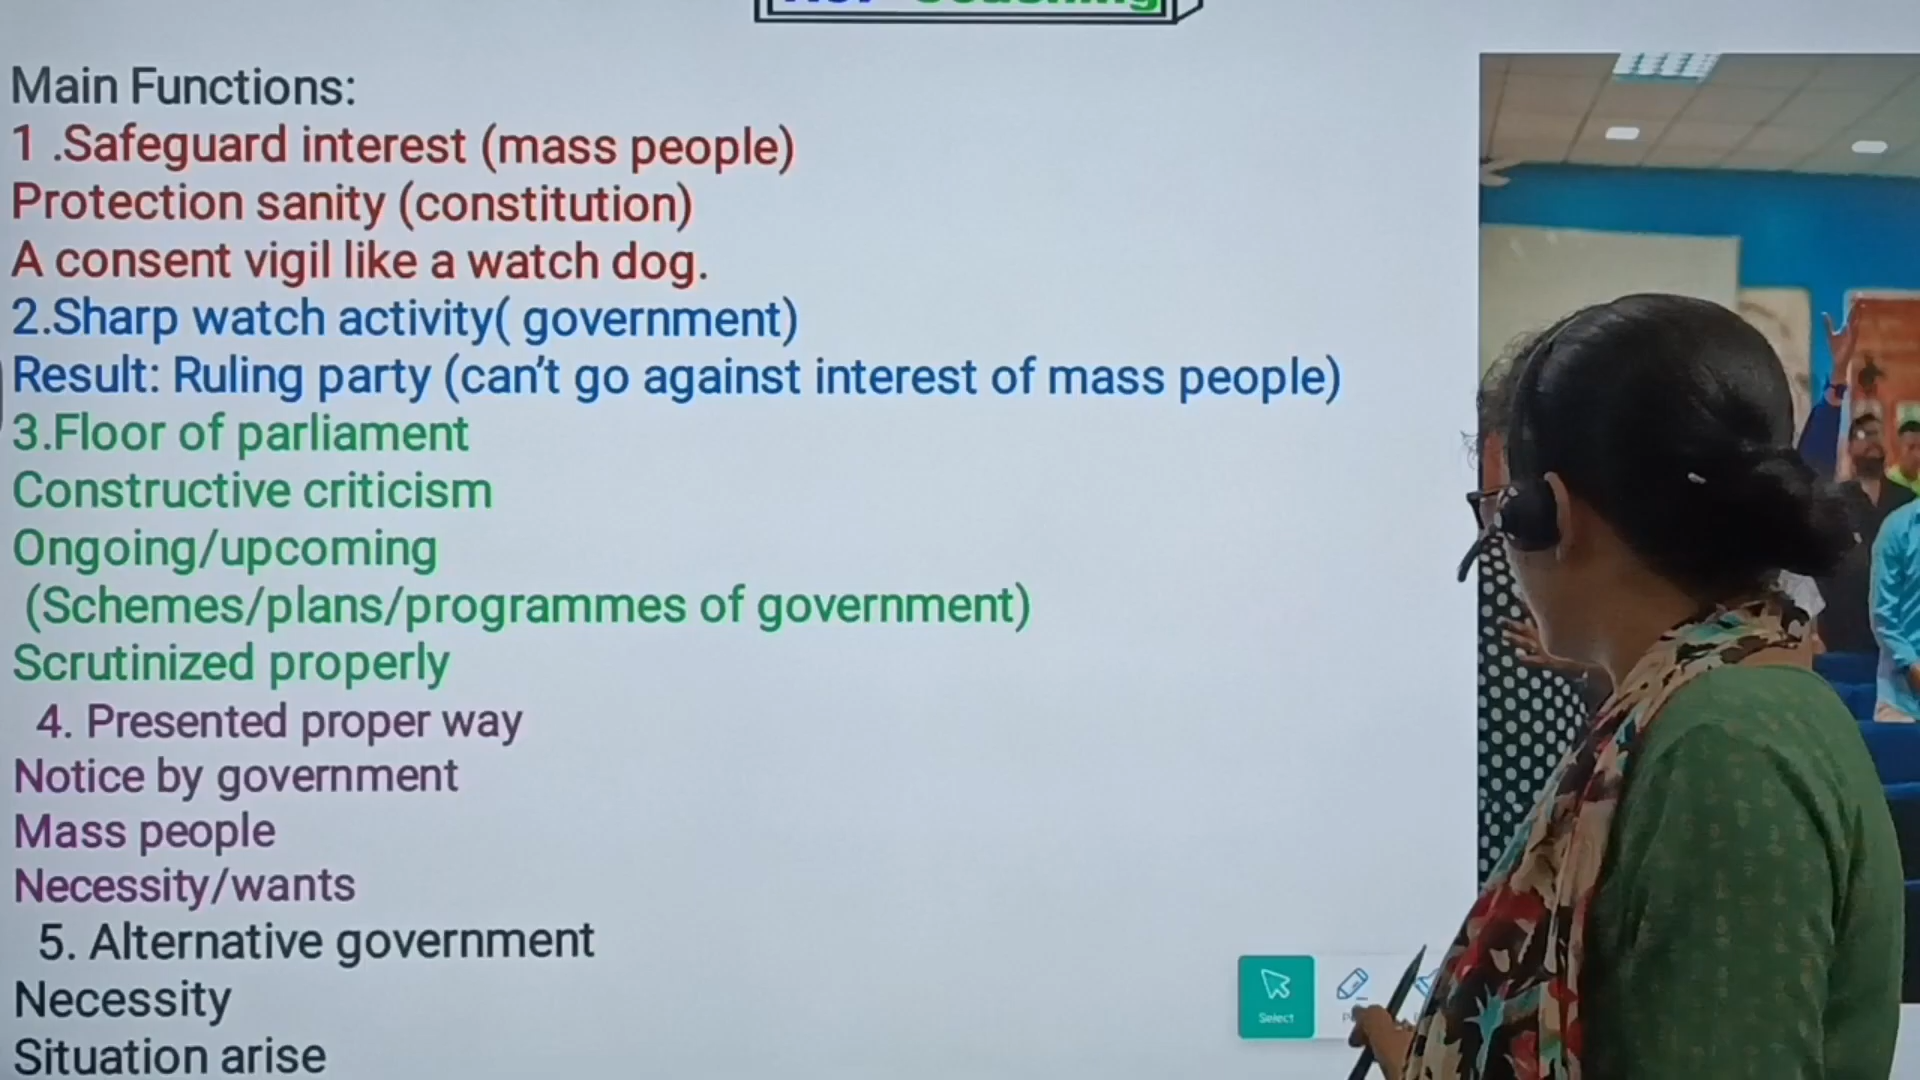 Coaching
Main Functions:
1 .Safeguard interest (mass people)
Protection sanity (constitution)
A consent vigil like a watch dog.
2.Sharp watch activity( government)
Result: Ruling party (can't go against interest of mass people)
3.Floor of parliament
Constructive criticism
Ongoing/upcoming
(Schemes/plans/programmes of government)
Scrutinized properly
4. Presented proper way
Notice by government
Mass people
Necessity/wants
5. Alternative government
Necessity
Situation arise
Select